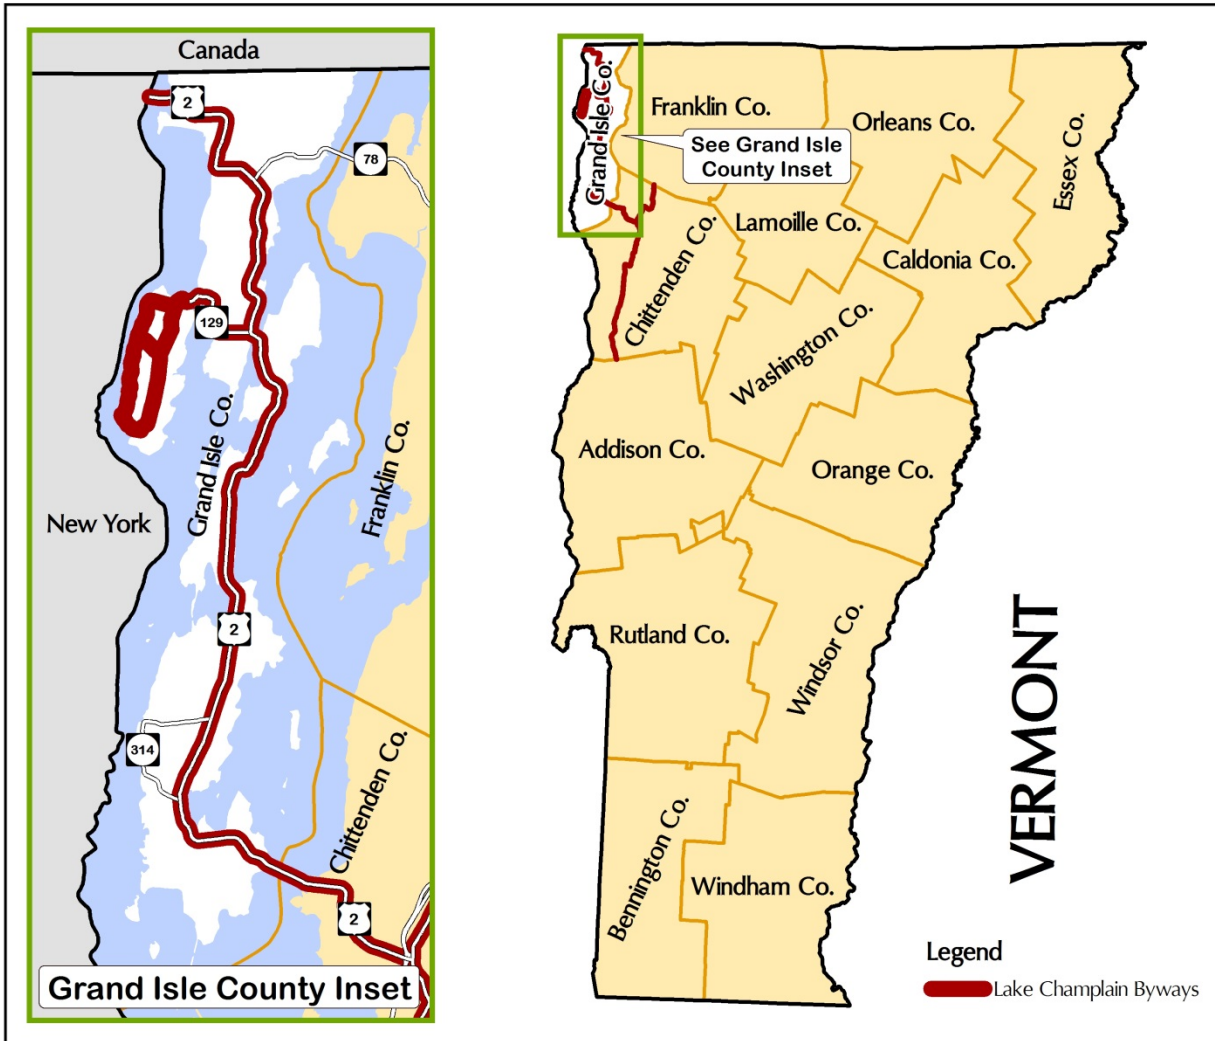 Canada
2
78
129
Grand Isle Co.
Franklin Co.
New York
2
314
Chittenden Co.
2
Grand Isle County Inset
Grand Isle Co.
Franklin Co.
Orleans Co.
Essex Co.
See Grand Isle
County Inset
Lamoille Co.
Caldonia Co.
Chittenden Co.
Washington Co.
Addison Co.
Orange Co.
Rutland Co.
Windsor Co.
Bennington Co.
Windham Co.
VERMONT
Legend
Lake Champlain Byways